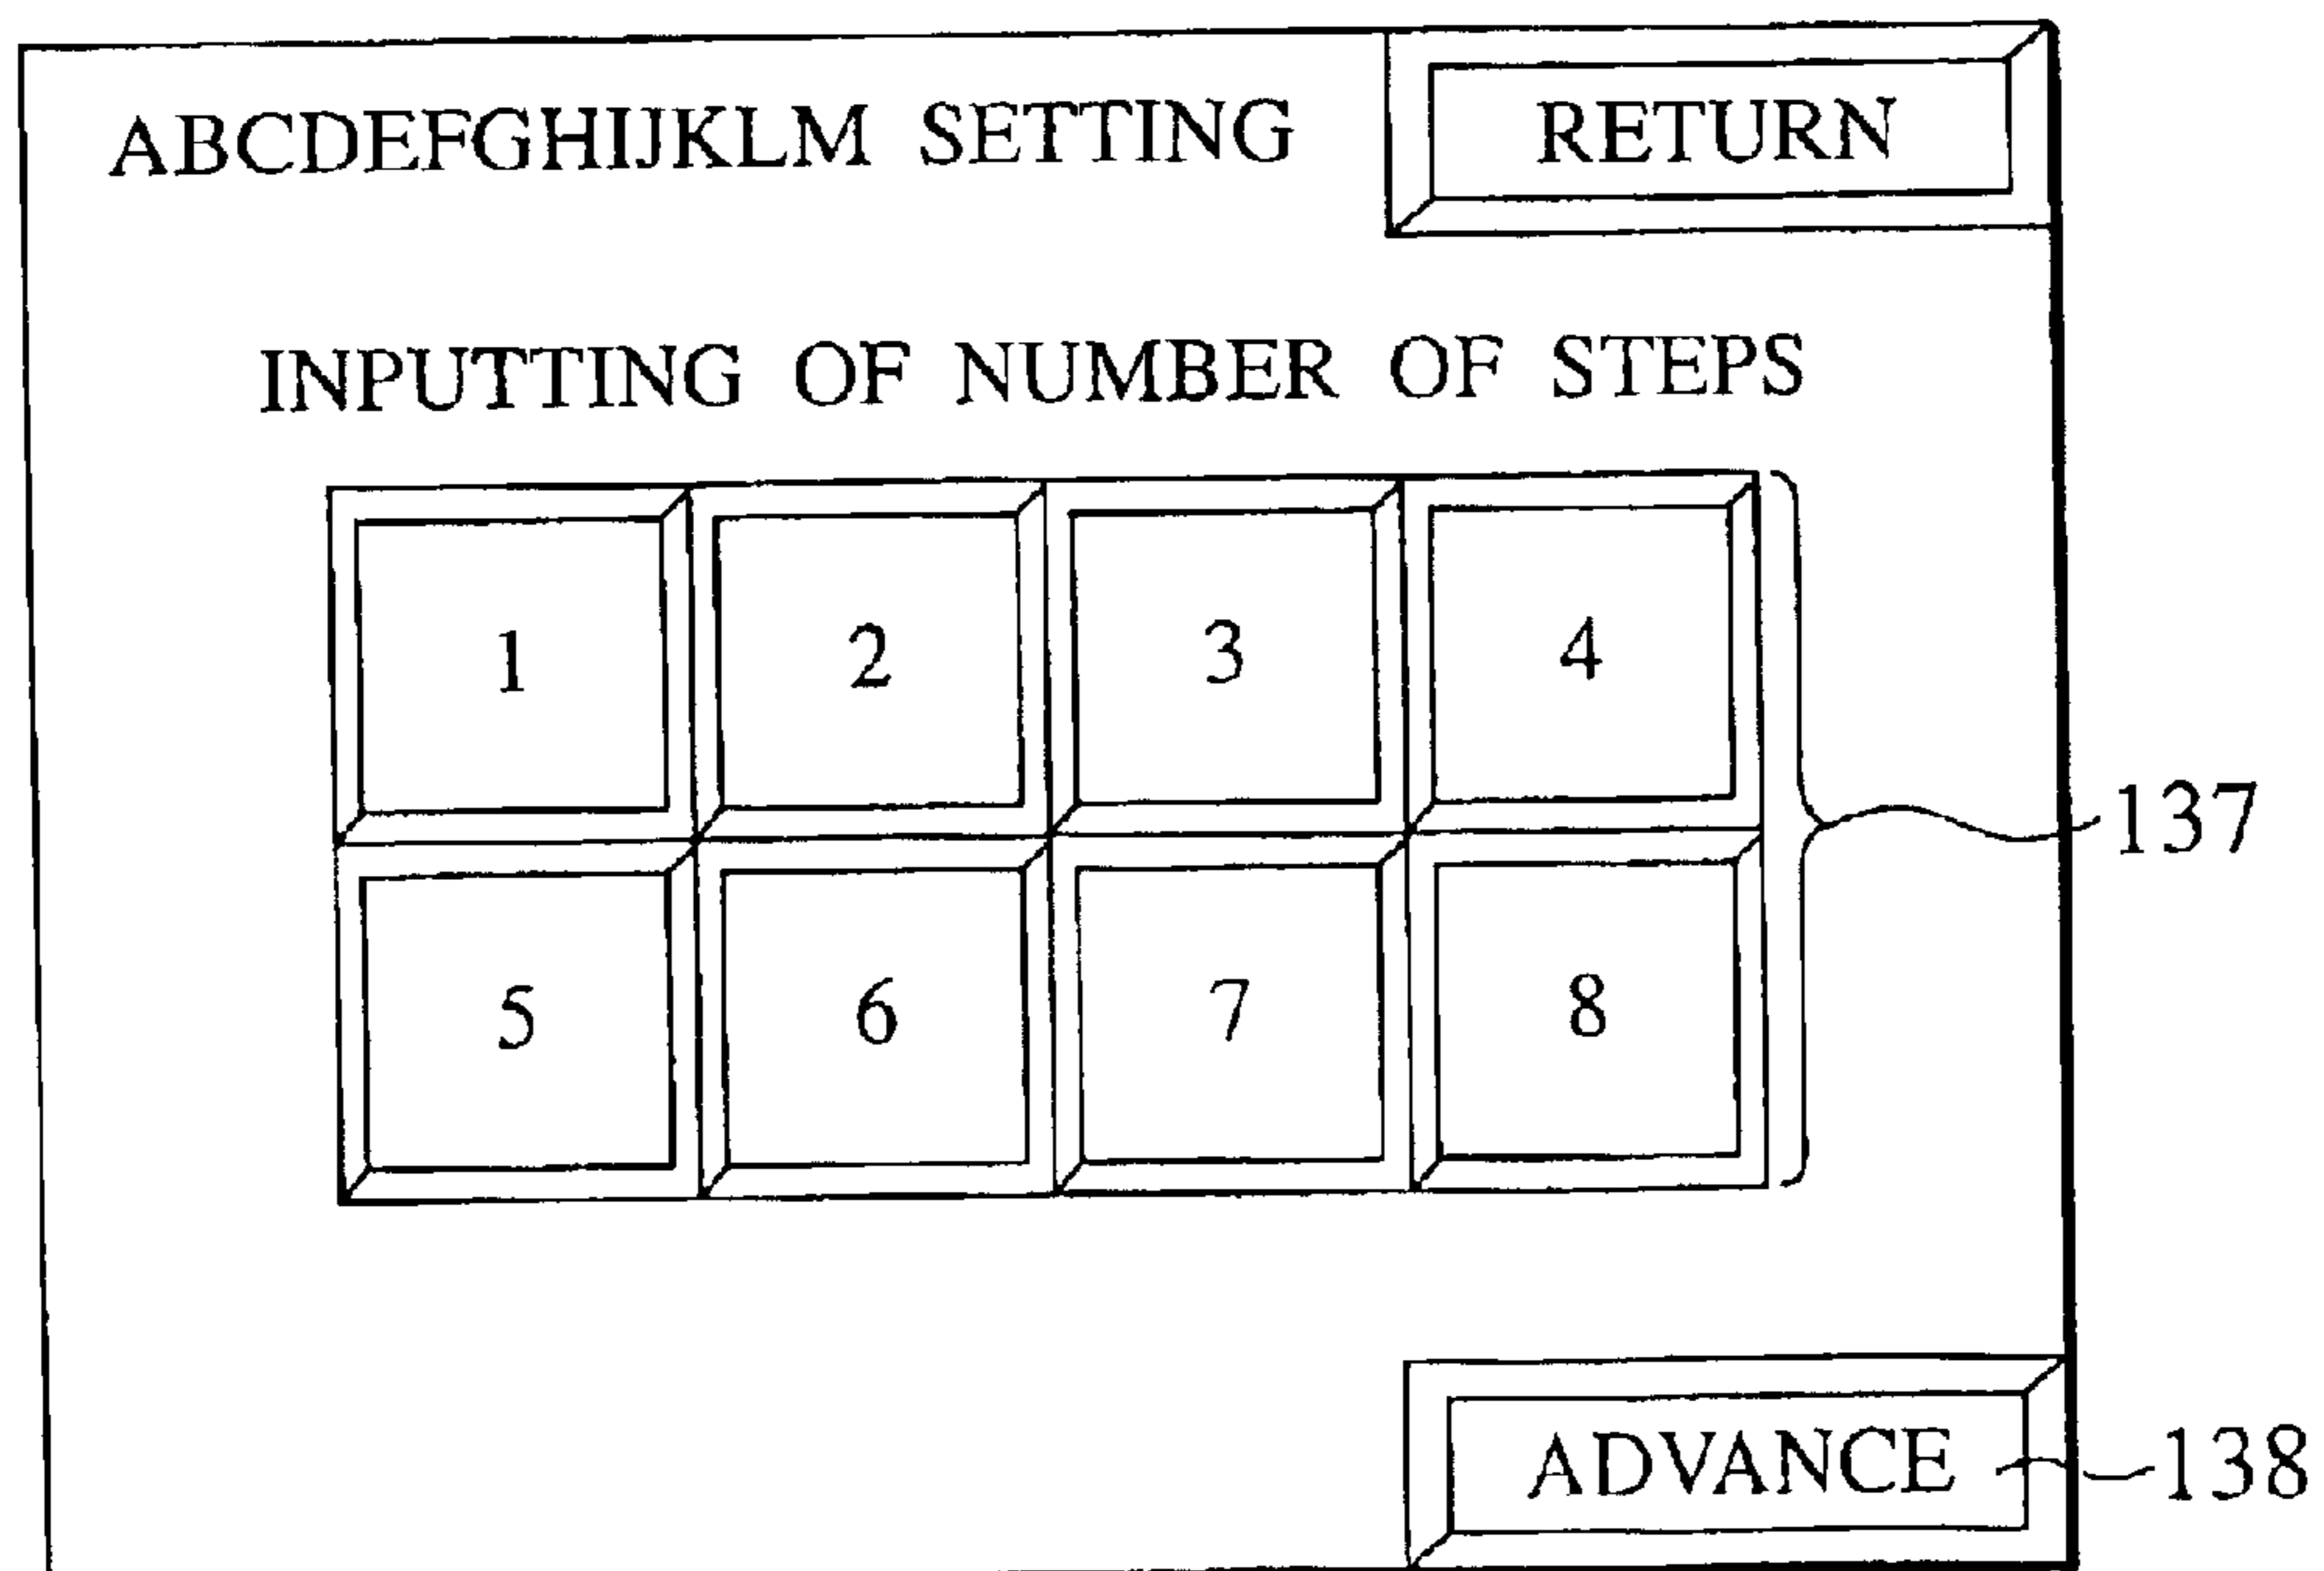 ABCDEFGHIJKLM SETTING RETURN
INPUTTING OF NUMBER OF STEPS
1 2 3 4
137
5 6 7 8
ADVANCE 138